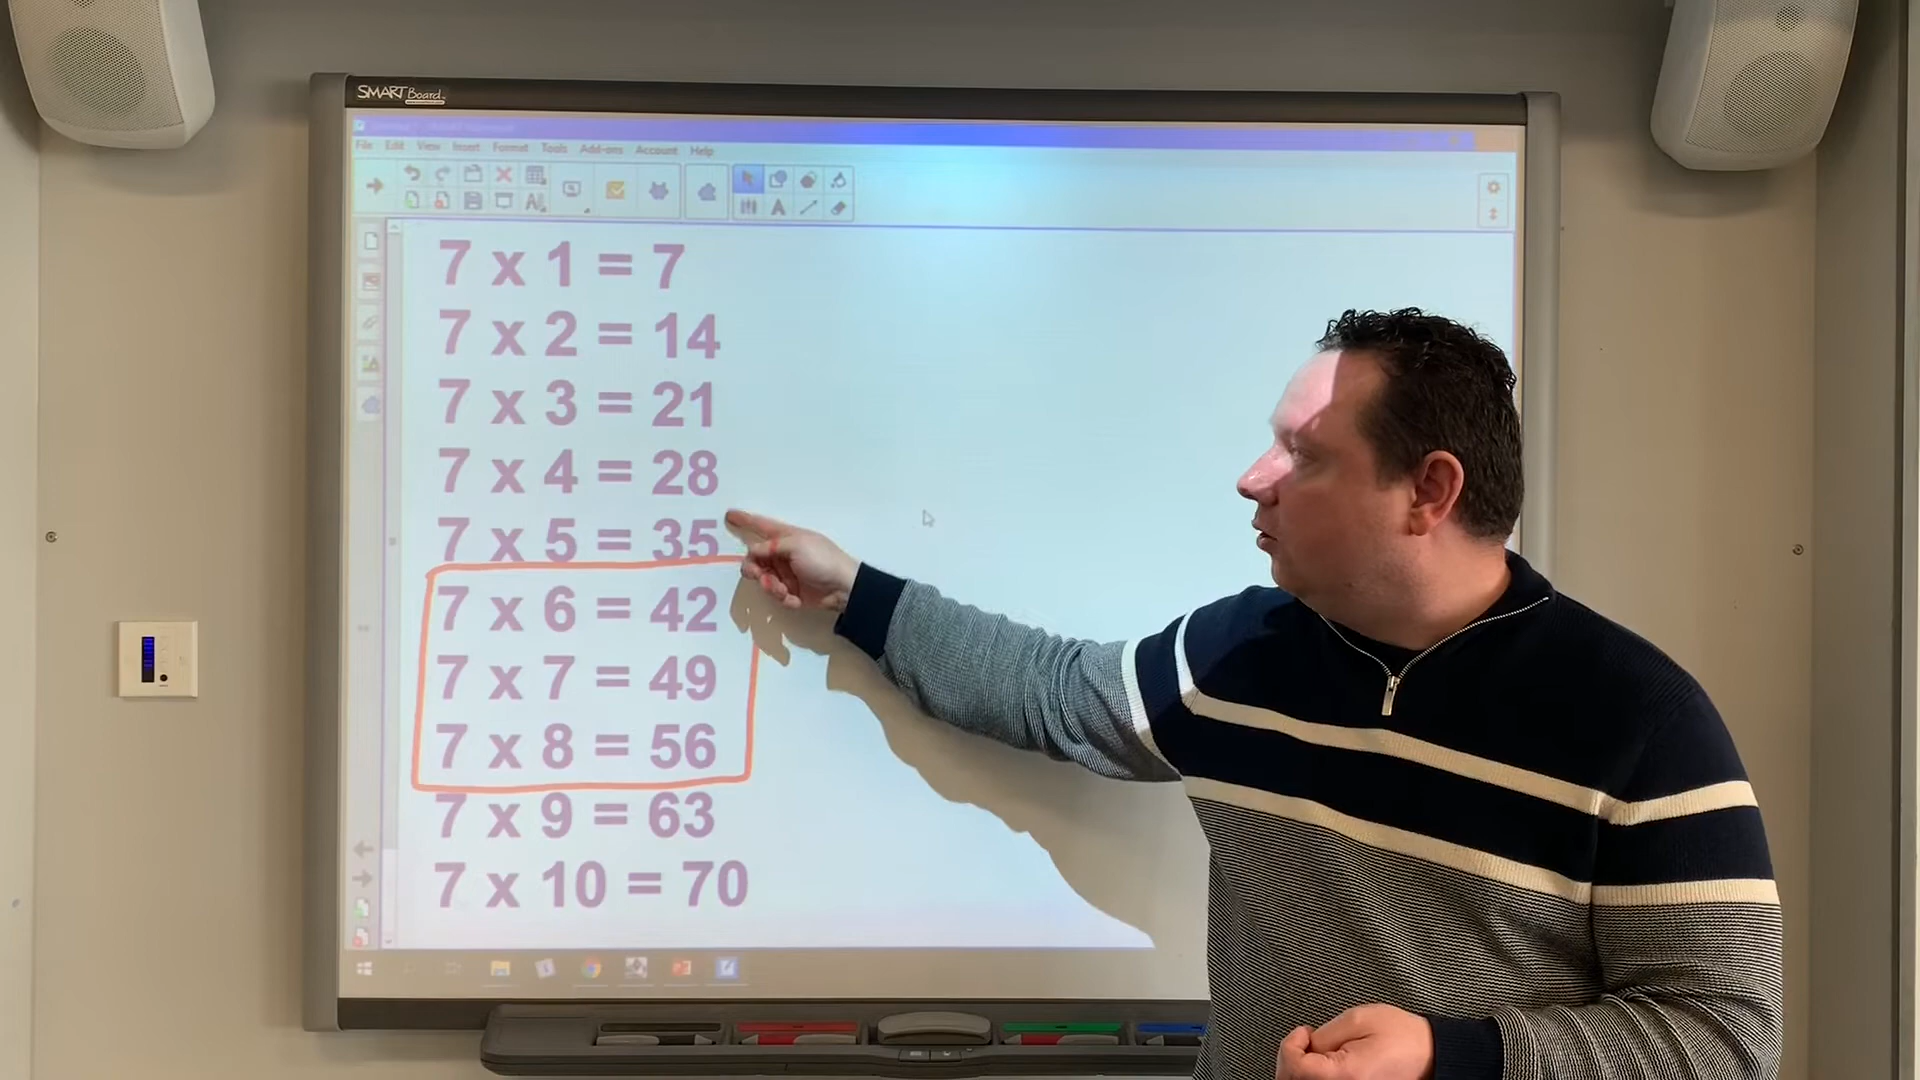 SMART Board
File Edit View Insert Format Tools Add-ons Account Help
7 x 1 = 7
7 x 2 = 14
7 x 3 = 21
7 x 4 = 28
7 x 5 = 35
7 x 6 = 42
7 x 7 = 49
7 x 8 = 56
7 x 9 = 63
7 x 10 = 70